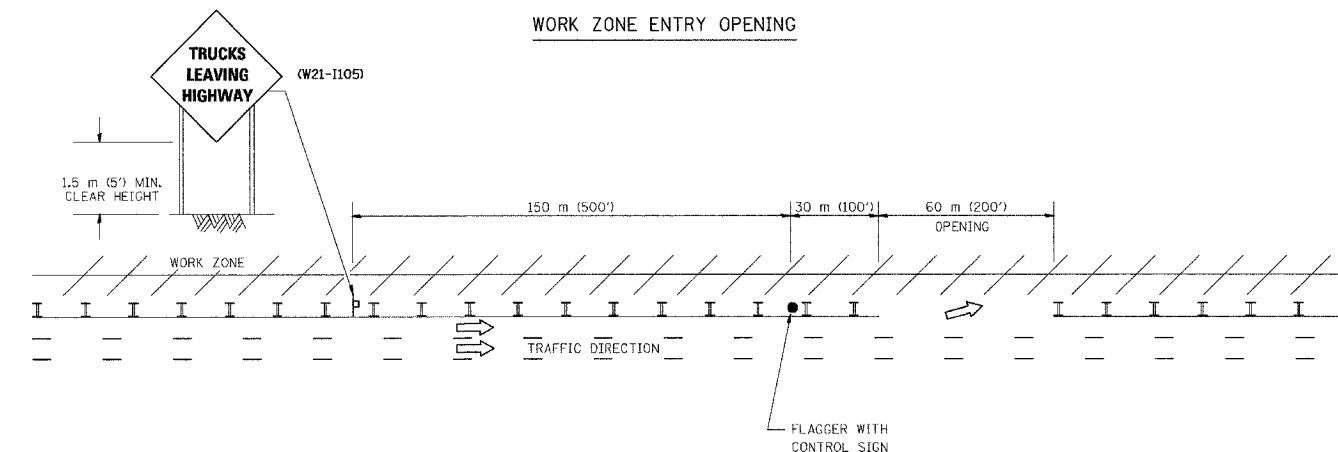 WORK ZONE ENTRY OPENING
TRUCKS
LEAVING
HIGHWAY
(W21-I105)
1.5 m (5') MIN.
CLEAR HEIGHT
150 m (500')
30 m (100')
60 m (200')
OPENING
WORK ZONE
TRAFFIC DIRECTION
FLAGGER WITH
CONTROL SIGN